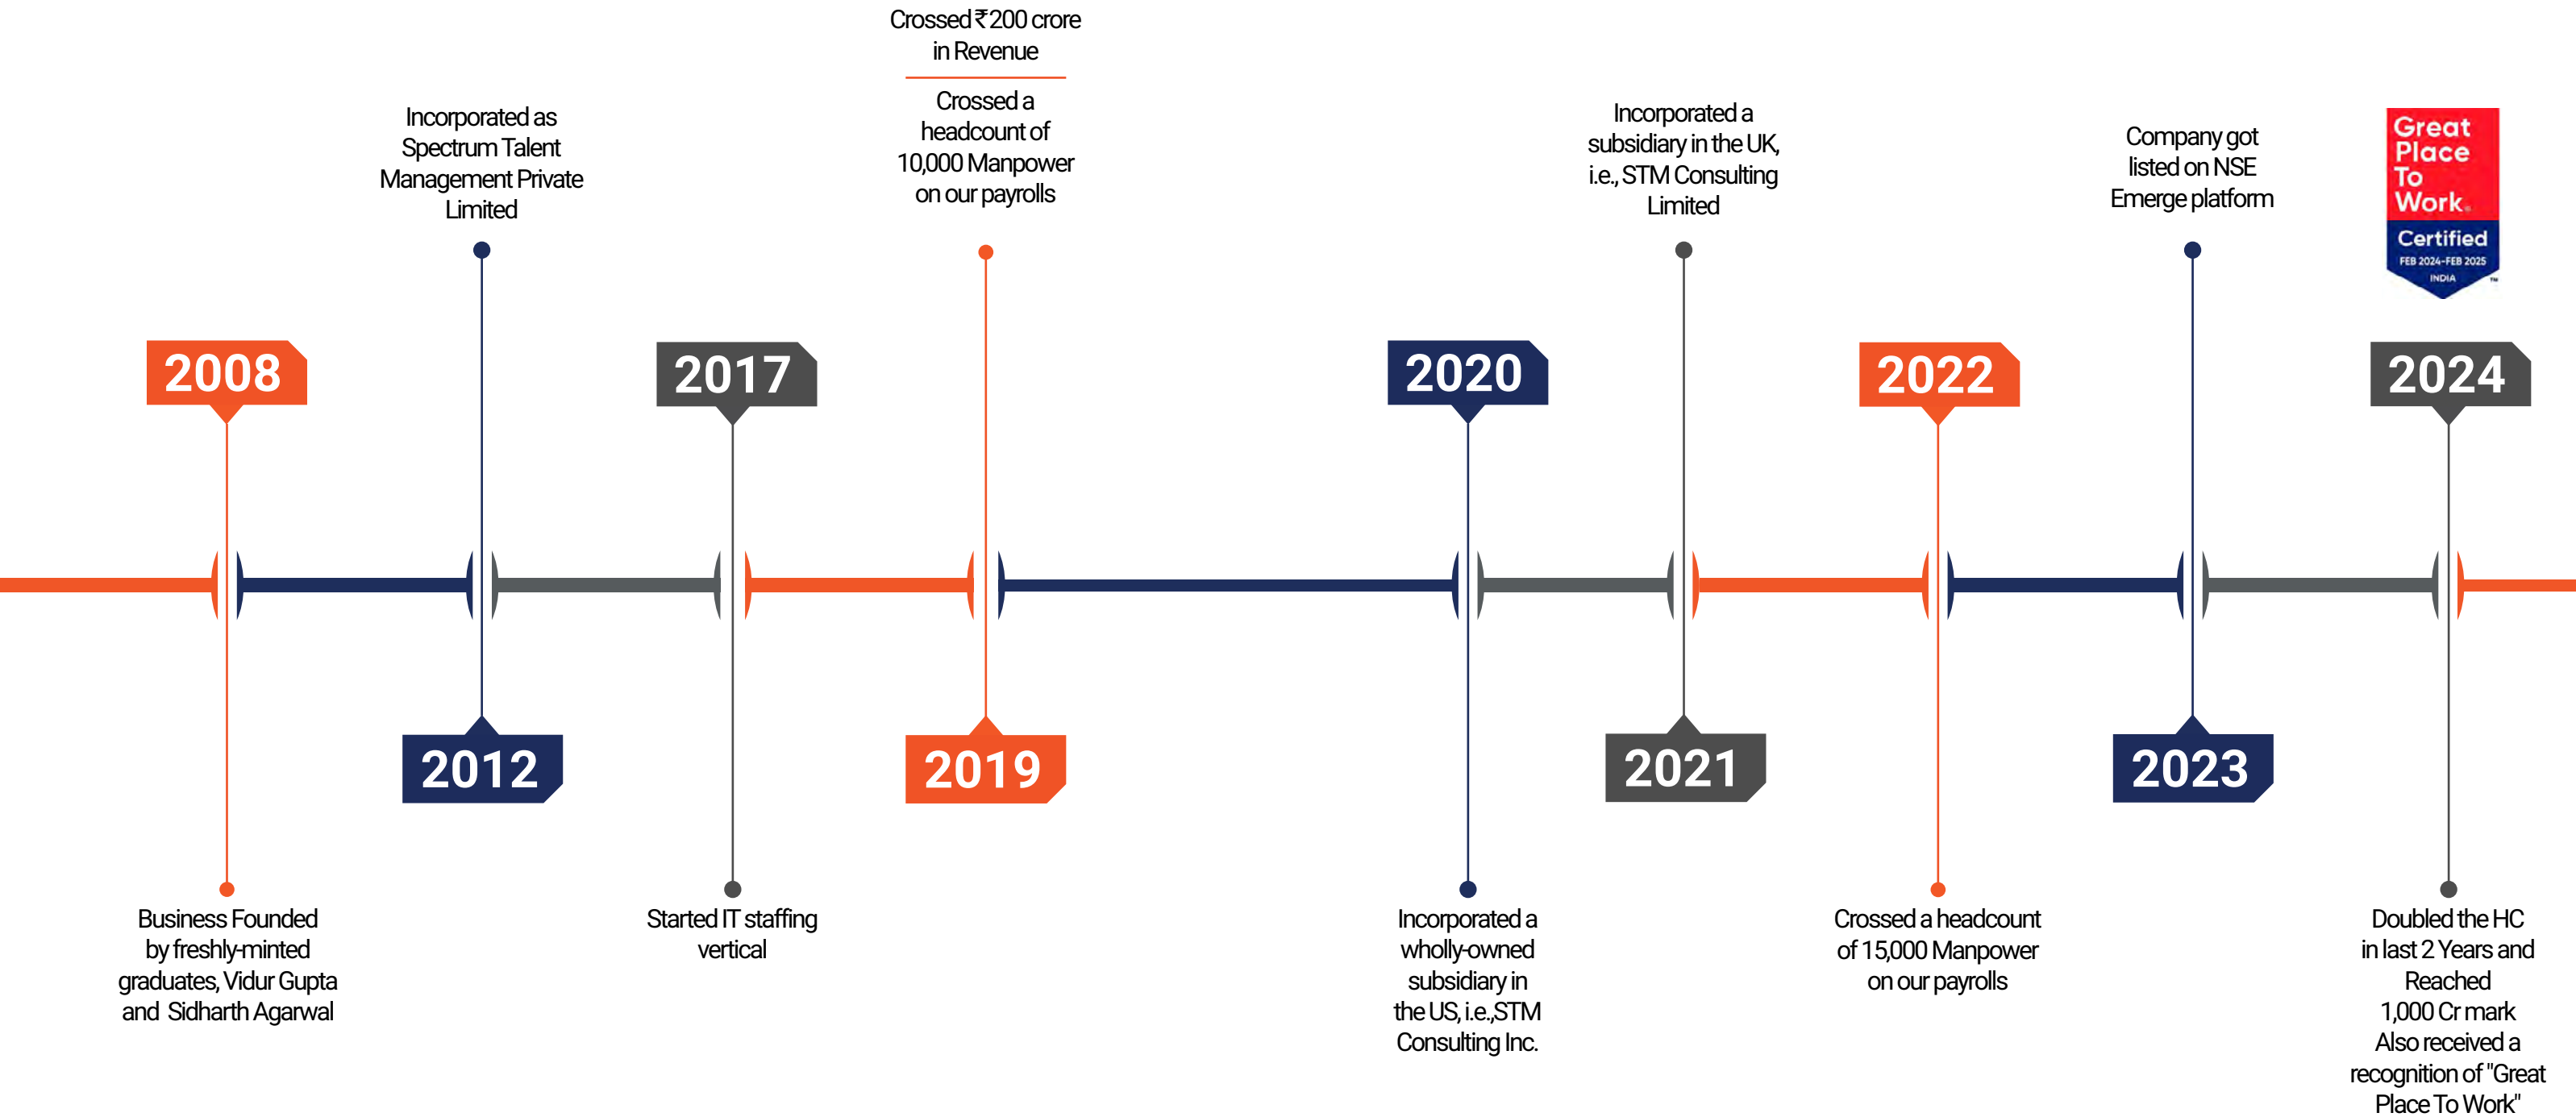 2008
Business Founded
by freshly-minted
graduates, Vidur Gupta
and Sidharth Agarwal
Incorporated as
Spectrum Talent
Management Private
Limited
2012
2017
Started IT staffing
vertical
Crossed ₹200 crore
in Revenue
Crossed a
headcount of
10,000 Manpower
on our payrolls
2019
2020
Incorporated a
wholly-owned
subsidiary in
the US, i.e.,STM
Consulting Inc.
Incorporated a
subsidiary in the UK,
i.e., STM Consulting
Limited
2021
2022
Crossed a headcount
of 15,000 Manpower
on our payrolls
Company got
listed on NSE
Emerge platform
2023
Great
Place
To
Work®
Certified
FEB 2024-FEB 2025
INDIA
™
2024
Doubled the HC
in last 2 Years and
Reached
1,000 Cr mark
Also received a
recognition of "Great
Place To Work"